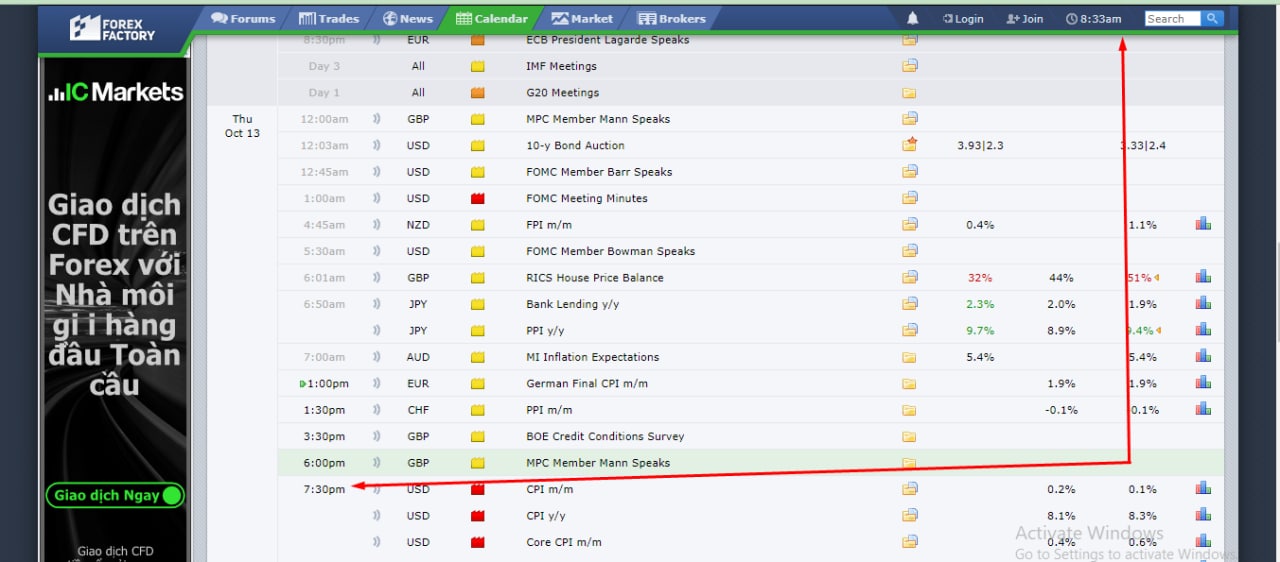 FOREX
FACTORY
Forums Trades News Calendar Market Brokers Login Join 8:33am Search
8:30pm EUR ECB President Lagarde Speaks
Day 3 All IMF Meetings
Day 1 All G20 Meetings
Thu
Oct 13
12:00am GBP MPC Member Mann Speaks
12:03am USD 10-y Bond Auction 3.93|2.3 3.33|2.4
12:45am USD FOMC Member Barr Speaks
1:00am USD FOMC Meeting Minutes
4:45am NZD FPI m/m 0.4% 1.1%
5:30am USD FOMC Member Bowman Speaks
6:01am GBP RICS House Price Balance 32% 44% 51%
6:50am JPY Bank Lending y/y 2.3% 2.0% 1.9%
JPY PPI y/y 9.7% 8.9% 9.4%
7:00am AUD MI Inflation Expectations 5.4% 5.4%
1:00pm EUR German Final CPI m/m 1.9% 1.9%
1:30pm CHF PPI m/m -0.1% -0.1%
3:30pm GBP BOE Credit Conditions Survey
6:00pm GBP MPC Member Mann Speaks
7:30pm USD CPI m/m 0.2% 0.1%
USD CPI y/y 8.1% 8.3%
USD Core CPI m/m 0.4% 0.6%
IC Markets
Giao dịch
CFD trên
Forex với
Nhà môi
gi i hàng
đầu Toàn
cầu
Giao dịch Ngay
Giao dịch CFD
Activate Windows
Go to Settings to activate Windows.